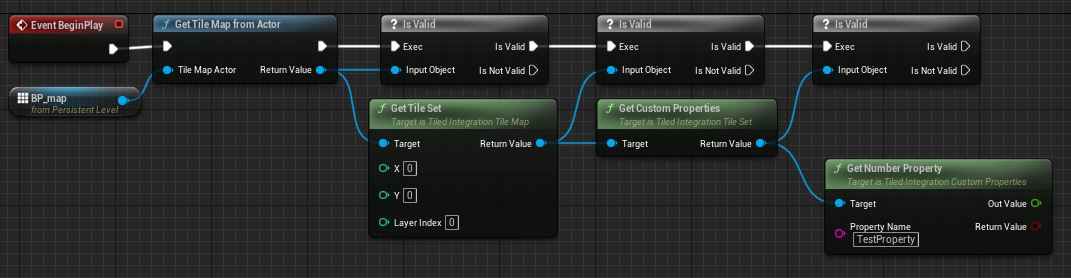 Event BeginPlay
BP_map
from Persistent Level
Get Tile Map from Actor
Tile Map Actor
Return Value
? Is Valid
Exec
Is Valid
Input Object
Is Not Valid
f Get Tile Set
Target is Tiled Integration Tile Map
Target
Return Value
X 0
Y 0
Layer Index 0
? Is Valid
Exec
Is Valid
Input Object
Is Not Valid
f Get Custom Properties
Target is Tiled Integration Tile Set
Target
Return Value
? Is Valid
Exec
Is Valid
Input Object
Is Not Valid
f Get Number Property
Target is Tiled Integration Custom Properties
Target
Out Value
Property Name
Return Value
TestProperty